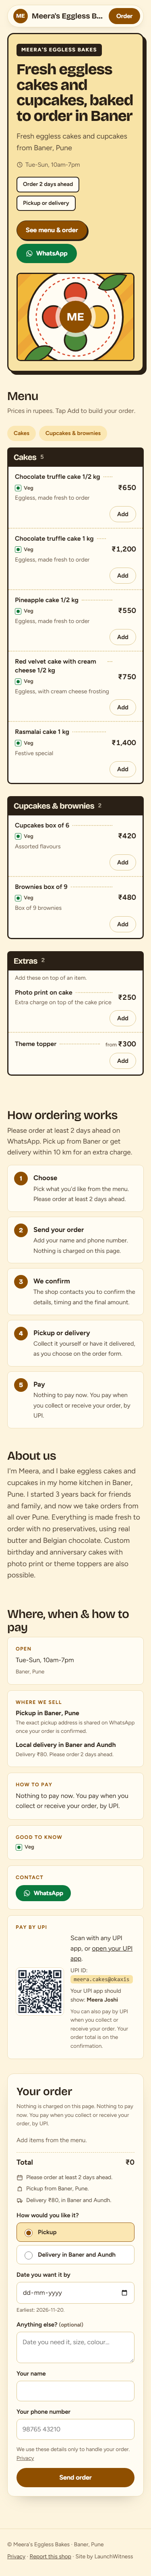 ME Meera's Eggless B... Order
MEERA'S EGGLESS BAKES
Fresh eggless
cakes and
cupcakes, baked
to order in Baner
Fresh eggless cakes and cupcakes
from Baner, Pune
Tue-Sun, 10am-7pm
Order 2 days ahead
Pickup or delivery
See menu & order
WhatsApp
ME
Menu
Prices in rupees. Tap Add to build your order.
Cakes Cupcakes & brownies
Cakes 5
Chocolate truffle cake 1/2 kg
Veg ₹650
Eggless, made fresh to order
Add
Chocolate truffle cake 1 kg
Veg ₹1,200
Eggless, made fresh to order
Add
Pineapple cake 1/2 kg
Veg ₹550
Eggless, made fresh to order
Add
Red velvet cake with cream
cheese 1/2 kg
₹750
Veg
Eggless, with cream cheese frosting
Add
Rasmalai cake 1 kg
Veg ₹1,400
Festive special
Add
Cupcakes & brownies 2
Cupcakes box of 6
Veg ₹420
Assorted flavours
Add
Brownies box of 9
Veg ₹480
Box of 9 brownies
Add
Extras 2
Add these on top of an item.
Photo print on cake
₹250
Extra charge on top of the cake price
Add
Theme topper from ₹300
Add
How ordering works
Please order at least 2 days ahead on
WhatsApp. Pick up from Baner or get
delivery within 10 km for an extra charge.
1 Choose
Pick what you'd like from the menu.
Please order at least 2 days ahead.
2 Send your order
Add your name and phone number.
Nothing is charged on this page.
3 We confirm
The shop contacts you to confirm the
details, timing and the final amount.
4 Pickup or delivery
Collect it yourself or have it delivered,
as you choose on the order form.
5 Pay
Nothing to pay now. You pay when
you collect or receive your order, by
UPI.
About us
I'm Meera, and I bake eggless cakes and
cupcakes in my home kitchen in Baner,
Pune. I started 3 years back for friends
and family, and now we take orders from
all over Pune. Everything is made fresh to
order with no preservatives, using real
butter and Belgian chocolate. Custom
birthday and anniversary cakes with
photo print or theme toppers are also
possible.
Where, when & how to
pay
OPEN
Tue-Sun, 10am-7pm
Baner, Pune
WHERE WE SELL
Pickup in Baner, Pune
The exact pickup address is shared on WhatsApp
once your order is confirmed.
Local delivery in Baner and Aundh
Delivery ₹80. Please order 2 days ahead.
HOW TO PAY
Nothing to pay now. You pay when you
collect or receive your order, by UPI.
GOOD TO KNOW
Veg
CONTACT
WhatsApp
PAY BY UPI
Scan with any UPI
app, or open your UPI
app.
UPI ID:
meera.cakes@okaxis
Your UPI app should
show: Meera Joshi
You can also pay by UPI
when you collect or
receive your order. Your
order total is on the
confirmation.
Your order
Nothing is charged on this page. Nothing to pay
now. You pay when you collect or receive your
order, by UPI.
Add items from the menu.
Total ₹0
Please order at least 2 days ahead.
Pickup from Baner, Pune.
Delivery ₹80, in Baner and Aundh.
How would you like it?
Pickup
Delivery in Baner and Aundh
Date you want it by
dd-mm-yyyy
Earliest: 2026-11-20.
Anything else? (optional)
Date you need it, size, colour...
Your name
Your phone number
98765 43210
We use these details only to handle your order.
Privacy
Send order
© Meera's Eggless Bakes · Baner, Pune
Privacy · Report this shop · Site by LaunchWitness